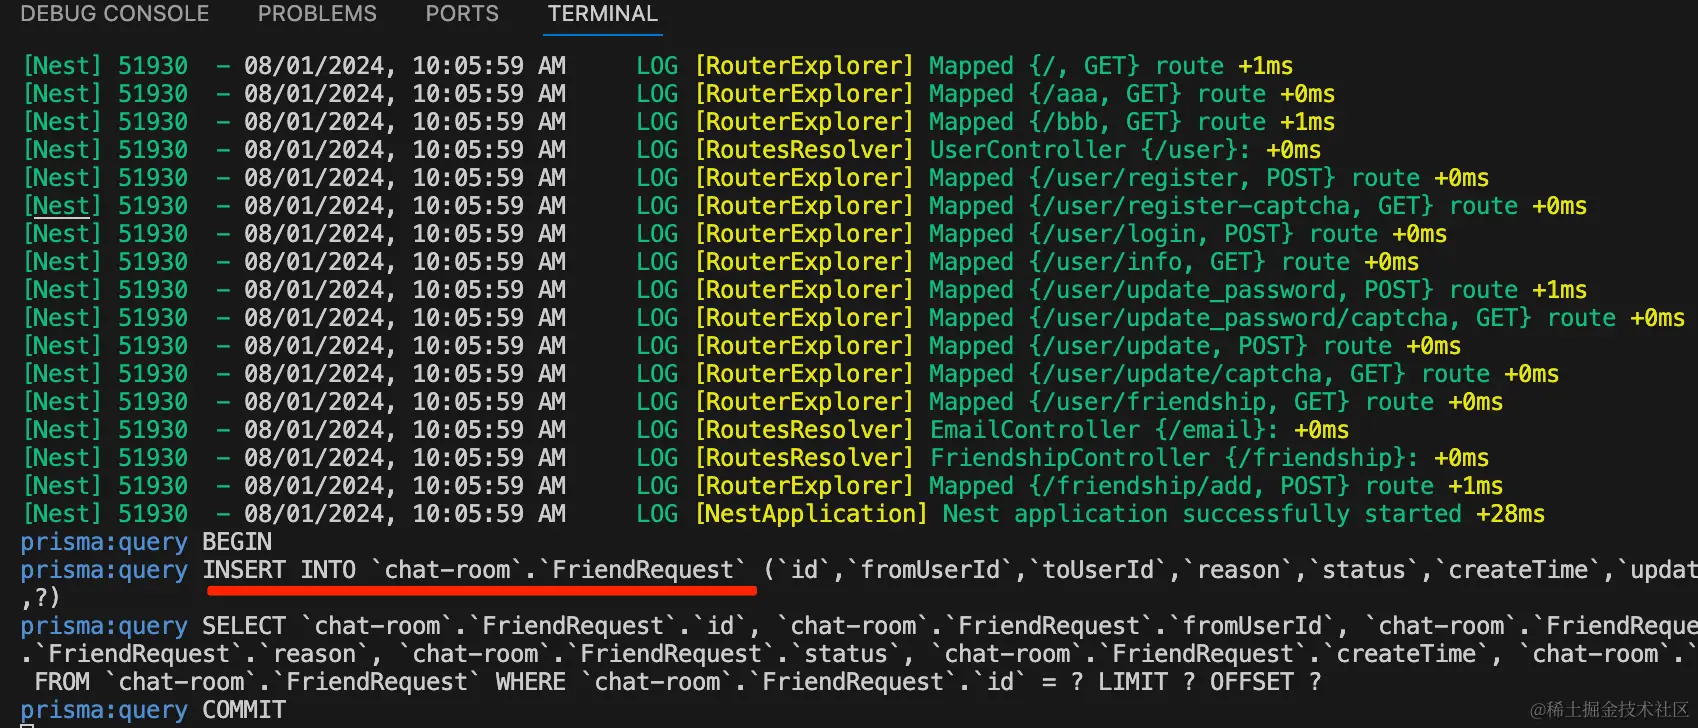 DEBUG CONSOLE PROBLEMS PORTS TERMINAL
[Nest] 51930  - 08/01/2024, 10:05:59 AM     LOG [RouterExplorer] Mapped {/, GET} route +1ms
[Nest] 51930  - 08/01/2024, 10:05:59 AM     LOG [RouterExplorer] Mapped {/aaa, GET} route +0ms
[Nest] 51930  - 08/01/2024, 10:05:59 AM     LOG [RouterExplorer] Mapped {/bbb, GET} route +1ms
[Nest] 51930  - 08/01/2024, 10:05:59 AM     LOG [RoutesResolver] UserController {/user}: +0ms
[Nest] 51930  - 08/01/2024, 10:05:59 AM     LOG [RouterExplorer] Mapped {/user/register, POST} route +0ms
[Nest] 51930  - 08/01/2024, 10:05:59 AM     LOG [RouterExplorer] Mapped {/user/register-captcha, GET} route +0ms
[Nest] 51930  - 08/01/2024, 10:05:59 AM     LOG [RouterExplorer] Mapped {/user/login, POST} route +0ms
[Nest] 51930  - 08/01/2024, 10:05:59 AM     LOG [RouterExplorer] Mapped {/user/info, GET} route +0ms
[Nest] 51930  - 08/01/2024, 10:05:59 AM     LOG [RouterExplorer] Mapped {/user/update_password, POST} route +1ms
[Nest] 51930  - 08/01/2024, 10:05:59 AM     LOG [RouterExplorer] Mapped {/user/update_password/captcha, GET} route +0ms
[Nest] 51930  - 08/01/2024, 10:05:59 AM     LOG [RouterExplorer] Mapped {/user/update, POST} route +0ms
[Nest] 51930  - 08/01/2024, 10:05:59 AM     LOG [RouterExplorer] Mapped {/user/update/captcha, GET} route +0ms
[Nest] 51930  - 08/01/2024, 10:05:59 AM     LOG [RouterExplorer] Mapped {/user/friendship, GET} route +0ms
[Nest] 51930  - 08/01/2024, 10:05:59 AM     LOG [RoutesResolver] EmailController {/email}: +0ms
[Nest] 51930  - 08/01/2024, 10:05:59 AM     LOG [RoutesResolver] FriendshipController {/friendship}: +0ms
[Nest] 51930  - 08/01/2024, 10:05:59 AM     LOG [RouterExplorer] Mapped {/friendship/add, POST} route +1ms
[Nest] 51930  - 08/01/2024, 10:05:59 AM     LOG [NestApplication] Nest application successfully started +28ms
prisma:query BEGIN
prisma:query INSERT INTO `chat-room`.`FriendRequest` (`id`,`fromUserId`,`toUserId`,`reason`,`status`,`createTime`,`updat
,?)
prisma:query SELECT `chat-room`.`FriendRequest`.`id`, `chat-room`.`FriendRequest`.`fromUserId`, `chat-room`.`FriendReque
.`FriendRequest`.`reason`, `chat-room`.`FriendRequest`.`status`, `chat-room`.`FriendRequest`.`createTime`, `chat-room`.`
 FROM `chat-room`.`FriendRequest` WHERE `chat-room`.`FriendRequest`.`id` = ? LIMIT ? OFFSET ?
prisma:query COMMIT
@稀土掘金技术社区